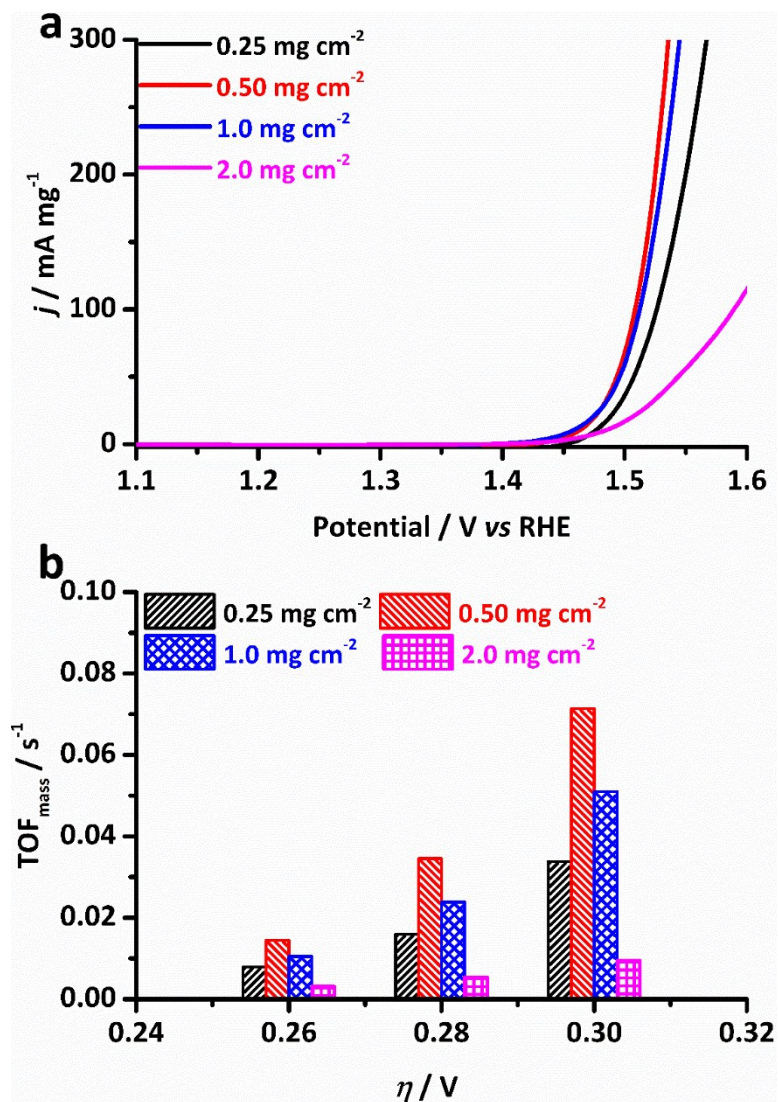 a
300
200
100
0
j / mA mg⁻¹
0.25 mg cm⁻²
0.50 mg cm⁻²
1.0 mg cm⁻²
2.0 mg cm⁻²
1.1 1.2 1.3 1.4 1.5 1.6
Potential / V vs RHE
b
0.10
0.08
0.06
0.04
0.02
0.00
TOFmass / s⁻¹
0.25 mg cm⁻² 0.50 mg cm⁻²
1.0 mg cm⁻² 2.0 mg cm⁻²
0.24 0.26 0.28 0.30 0.32
η / V